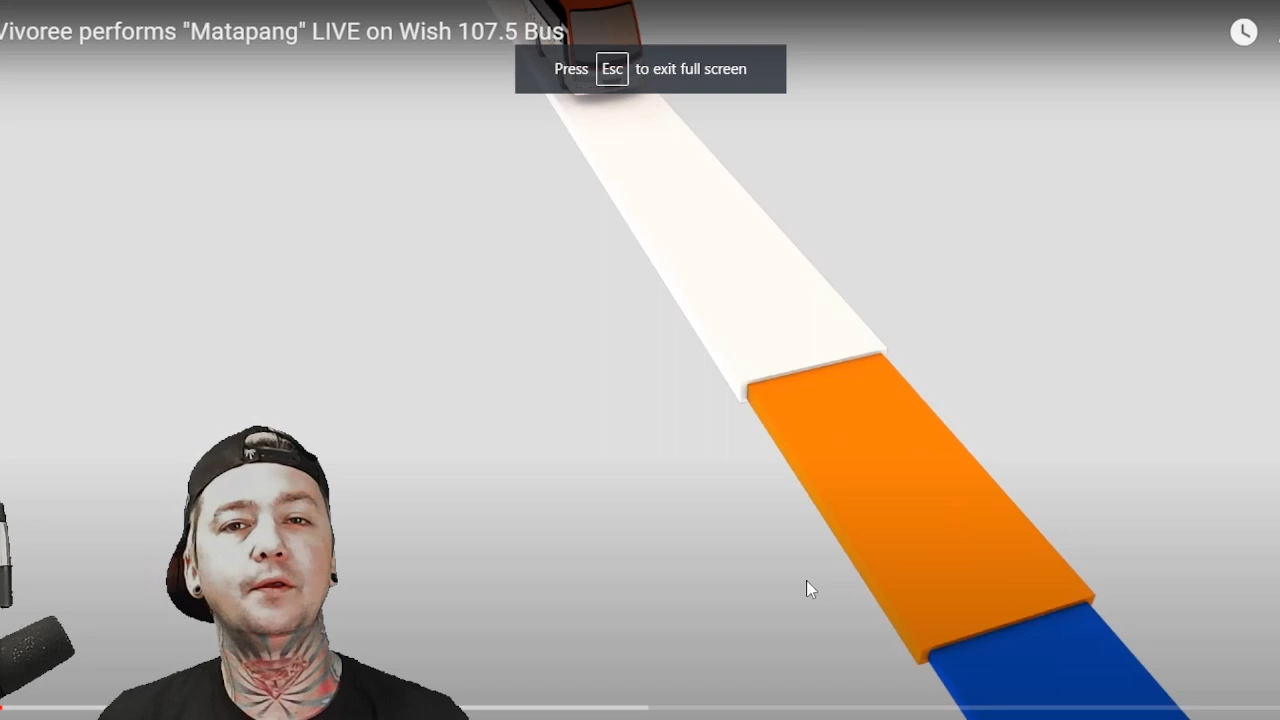 Vivoree performs "Matapang" LIVE on Wish 107.5 Bus
Press Esc to exit full screen